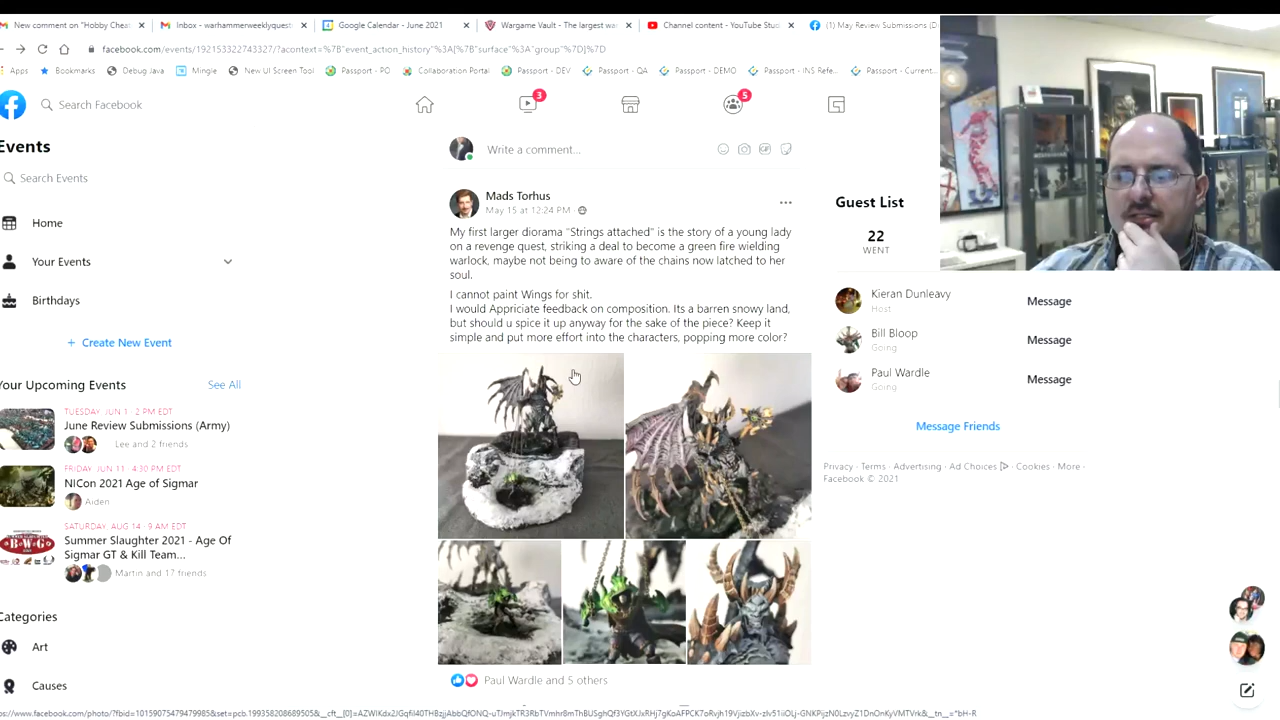 New comment on "Hobby Cheat
Inbox - warhammerweeklyquest
Google Calendar - June 2021
Wargame Vault - The largest wa
Channel content - YouTube Stu
(1) May Review Submissions (D
facebook.com/events/192153322743327/?acontext=%7B"event_action_history"%3A[%7B"surface"%3A"group"%7D]%7D
Apps Bookmarks Debug Java Mingle New UI Screen Tool Passport - PO Collaboration Portal Passport - DEV Passport - QA Passport - DEMO Passport - INS Refe... Passport - Current...
Search Facebook
3
5
Events
Search Events
Home
Your Events
Birthdays
+ Create New Event
Your Upcoming Events See All
TUESDAY, JUN 1 · 2 PM EDT
June Review Submissions (Army)
Lee and 2 friends
FRIDAY, JUN 11 · 4:30 PM EDT
NICon 2021 Age of Sigmar
Aiden
SATURDAY, AUG 14 · 9 AM EDT
Summer Slaughter 2021 - Age Of
Sigmar GT & Kill Team...
Martin and 17 friends
Categories
Art
Causes
Write a comment...
Mads Torhus
May 15 at 12:24 PM ·
My first larger diorama "Strings attached" is the story of a young lady
on a revenge quest, striking a deal to become a green fire wielding
warlock, maybe not being to aware of the chains now latched to her
soul.
I cannot paint Wings for shit.
I would Appriciate feedback on composition. Its a barren snowy land,
but should u spice it up anyway for the sake of the piece? Keep it
simple and put more effort into the characters, popping more color?
Paul Wardle and 5 others
Guest List
22
WENT
Kieran Dunleavy
Host
Message
Bill Bloop
Going
Message
Paul Wardle
Going
Message
Message Friends
Privacy · Terms · Advertising · Ad Choices · Cookies · More ·
Facebook © 2021